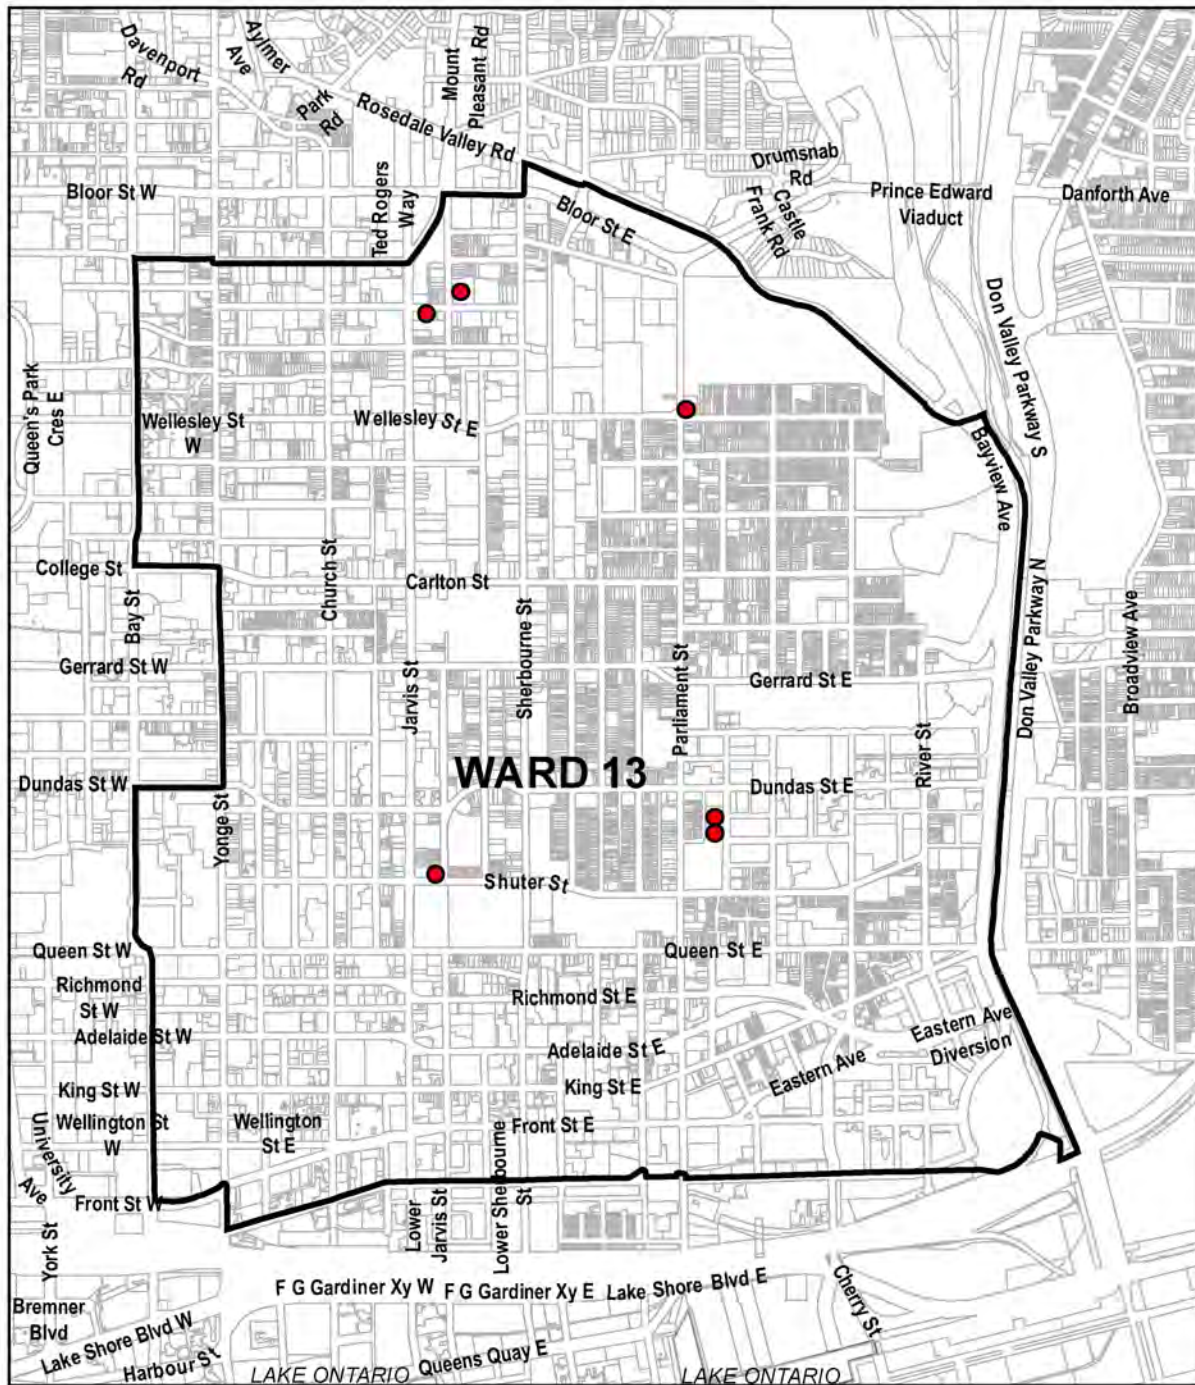 Davenport
Rd
Aylmer
Ave
Park
Rd
Mount
Pleasant Rd
Rosedale Valley Rd
Drumsnab
Rd
Castle
Frank Rd
Prince Edward
Viaduct
Danforth Ave
Bloor St W
Ted Rogers
Way
Bloor St E
Don Valley Parkway S
Queen's Park
Cres E
Wellesley St
W
Wellesley St E
Bayview Ave
College St
Bay St
Church St
Carlton St
Sherbourne St
Don Valley Parkway N
Broadview Ave
Gerrard St W
Jarvis St
Parliament St
Gerrard St E
River St
WARD 13
Dundas St W
Yonge St
Dundas St E
Shuter St
Queen St W
Queen St E
Richmond
St W
Richmond St E
Adelaide St W
Adelaide St E
Eastern Ave
Diversion
Eastern Ave
King St W
King St E
Wellington St
W
Wellington
St E
Front St E
University
Ave
Front St W
York St
Lower
Jarvis St
Lower Sherbourne
St
F G Gardiner Xy W
F G Gardiner Xy E
Lake Shore Blvd E
Cherry St
Bremner
Blvd
Lake Shore Blvd W
Harbour St
Queens Quay E
LAKE ONTARIO
LAKE ONTARIO